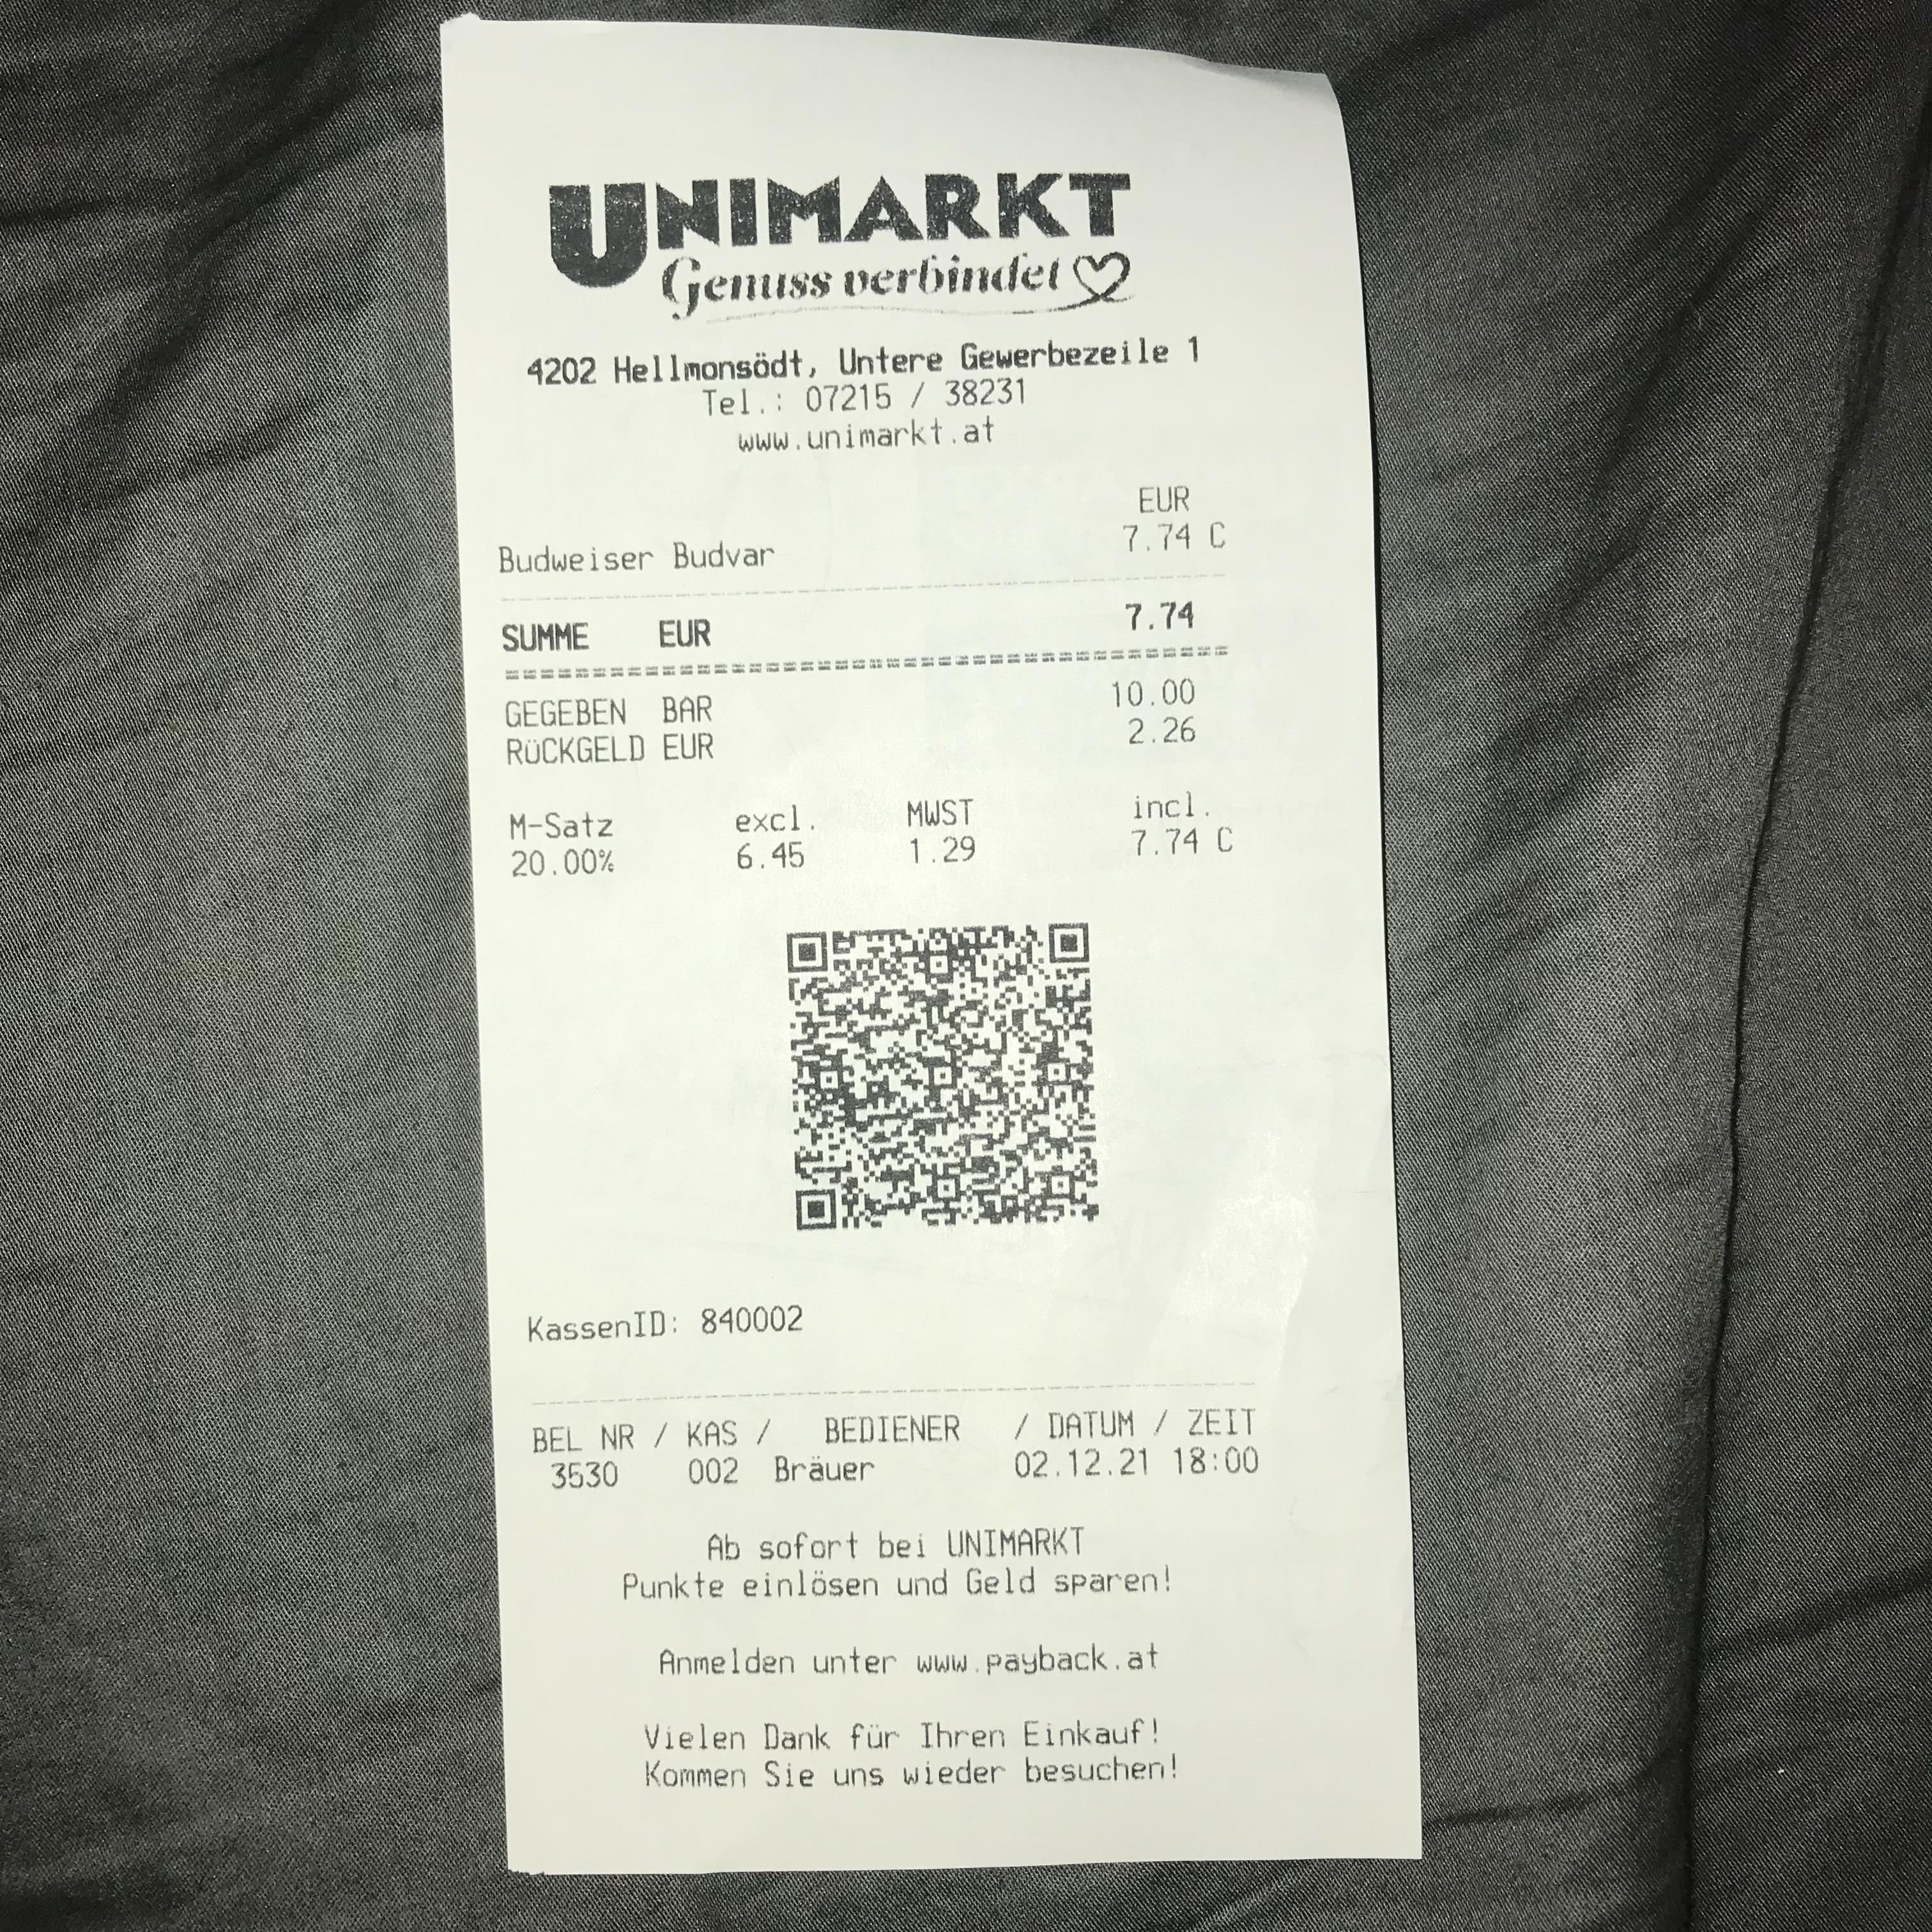 UNIMARKT
Genuss verbindet
4202 Hellmonsödt, Untere Gewerbezeile 1
Tel.: 07215 / 38231
www.unimarkt.at
EUR
Budweiser Budvar 7.74 C
SUMME EUR 7.74
GEGEBEN BAR 10.00
RÜCKGELD EUR 2.26
M-Satz excl. MWST incl.
20.00% 6.45 1.29 7.74 C
KassenID: 840002
BEL NR / KAS / BEDIENER / DATUM / ZEIT
3530 002 Bräuer 02.12.21 18:00
Ab sofort bei UNIMARKT
Punkte einlösen und Geld sparen!
Anmelden unter www.payback.at
Vielen Dank für Ihren Einkauf!
Kommen Sie uns wieder besuchen!